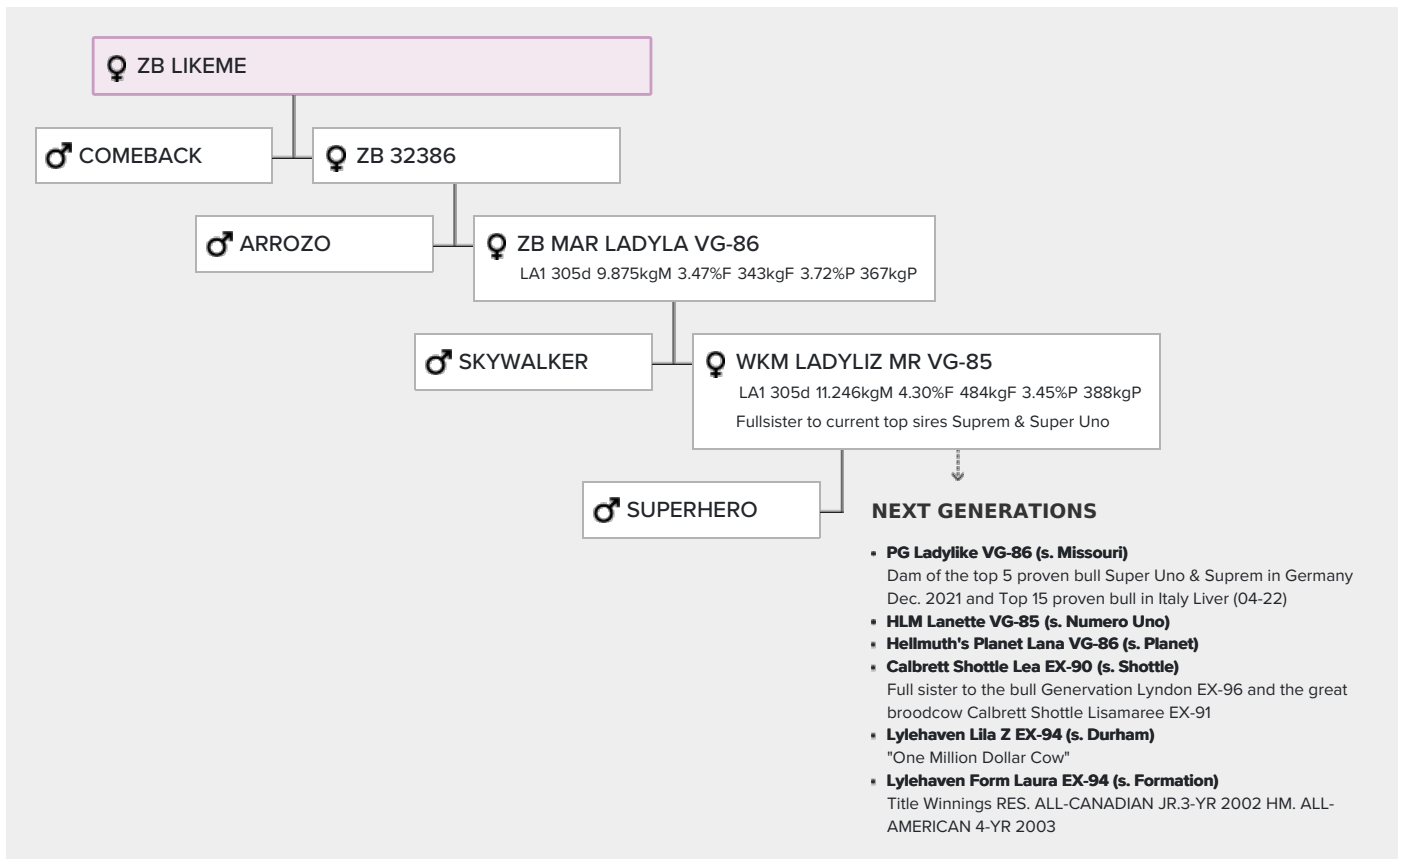 ZB LIKEME
COMEBACK
ZB 32386
ARROZO
ZB MAR LADYLA VG-86
LA1 305d 9.875kgM 3.47%F 343kgF 3.72%P 367kgP
SKYWALKER
WKM LADYLIZ MR VG-85
LA1 305d 11.246kgM 4.30%F 484kgF 3.45%P 388kgP
Fullsister to current top sires Suprem & Super Uno
SUPERHERO
NEXT GENERATIONS
PG Ladylike VG-86 (s. Missouri)
Dam of the top 5 proven bull Super Uno & Suprem in Germany
Dec. 2021 and Top 15 proven bull in Italy Liver (04-22)
HLM Lanette VG-85 (s. Numero Uno)
Hellmuth's Planet Lana VG-86 (s. Planet)
Calbrett Shottle Lea EX-90 (s. Shottle)
Full sister to the bull Genervation Lyndon EX-96 and the great
broodcow Calbrett Shottle Lisamaree EX-91
Lylehaven Lila Z EX-94 (s. Durham)
"One Million Dollar Cow"
Lylehaven Form Laura EX-94 (s. Formation)
Title Winnings RES. ALL-CANADIAN JR.3-YR 2002 HM. ALL-
AMERICAN 4-YR 2003